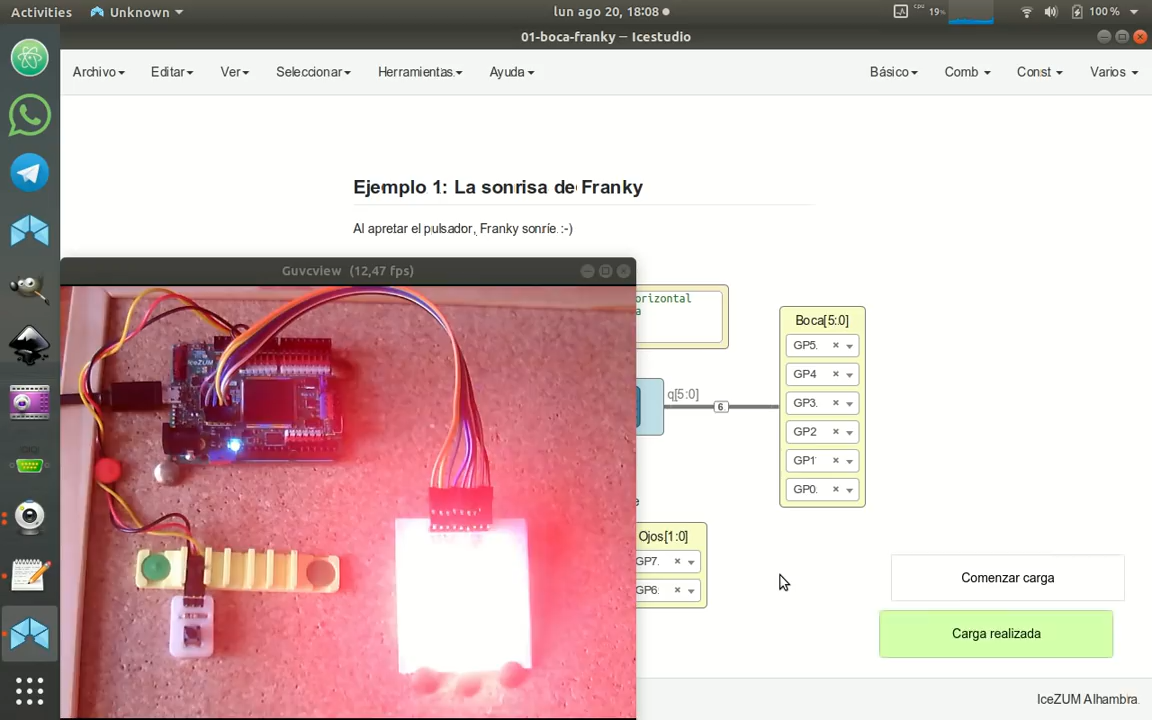 Activities
Unknown
lun ago 20, 18:08
cpu
19%
100 %
01-boca-franky — Icestudio
Archivo
Editar
Ver
Seleccionar
Herramientas
Ayuda
Básico
Comb
Const
Varios
Ejemplo 1: La sonrisa de Franky
Al apretar el pulsador, Franky sonríe :-)
Guvcview (12,47 fps)
orizontal
a
q[5:0]
6
Boca[5:0]
GP5
GP4
GP3
GP2
GP1
GP0
e
Ojos[1:0]
GP7
GP6
Comenzar carga
Carga realizada
IceZUM Alhambra